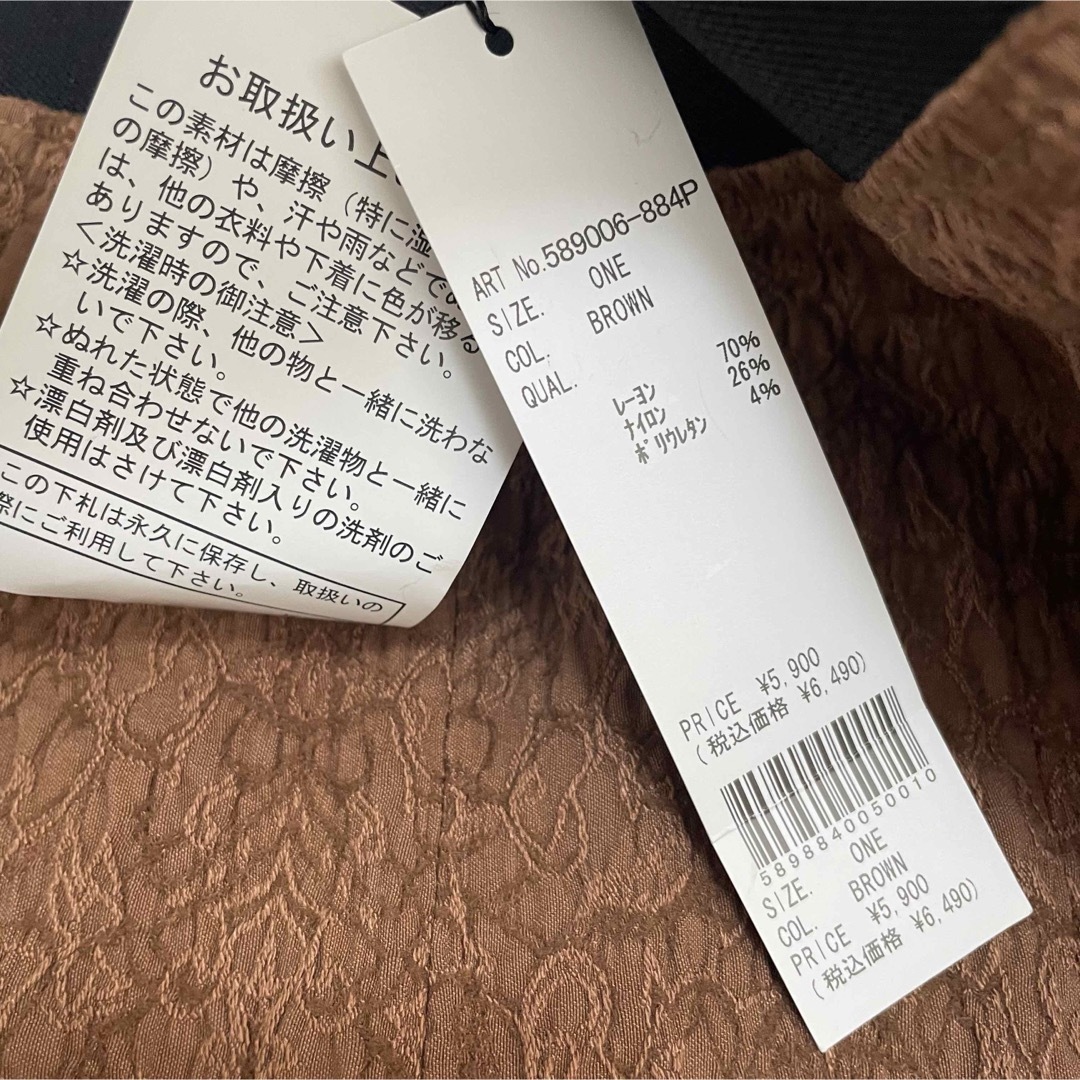 お取扱い上
この素材は摩擦（特に湿
の摩擦）や、汗や雨などで
は、他の衣料や下着に色が移る
ありますので、ご注意下さい。
＜洗濯時の御注意＞
☆洗濯の際、他の物と一緒に洗わな
いで下さい。
☆ぬれた状態で他の洗濯物と一緒に
重ね合わせないで下さい。
☆漂白剤及び漂白剤入りの洗剤のご
使用はさけて下さい。
この下札は永久に保存し、取扱いの
際にご利用して下さい。
ART No.589006-884P
SIZE. ONE
COL. BROWN
QUAL.
レーヨン 70%
ナイロン 26%
ポリウレタン 4%
PRICE ¥5,900
(税込価格 ¥6,490)
5898840050010
SIZE. ONE
COL. BROWN
PRICE ¥5,900
(税込価格 ¥6,490)